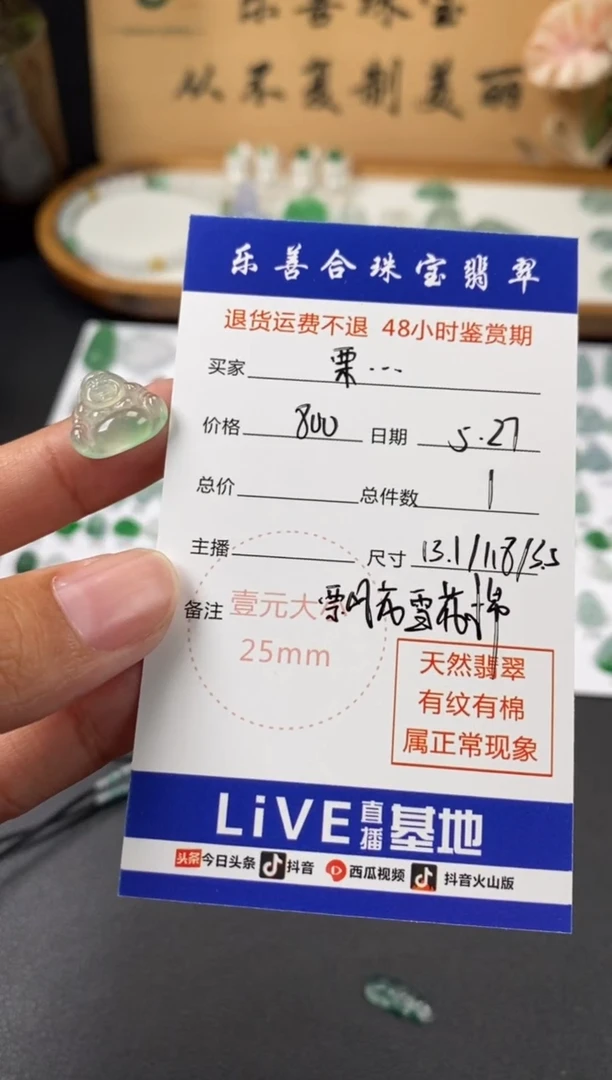 乐善珠宝
从不复制美丽
乐善合珠宝翡翠
退货运费不退 48小时鉴赏期
买家 栗...
价格 800 日期 5.27
总价 总件数 1
主播 尺寸 13.1/11.8/3.5
备注 壹元大小
25mm
雪花棉
天然翡翠
有纹有棉
属正常现象
LiVE直播基地
头条 今日头条 抖音 西瓜视频 抖音火山版